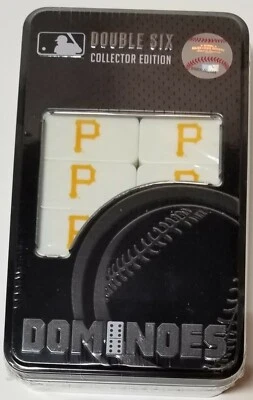 DOUBLE SIX
COLLECTOR EDITION
P P
P
P
DOMINOES